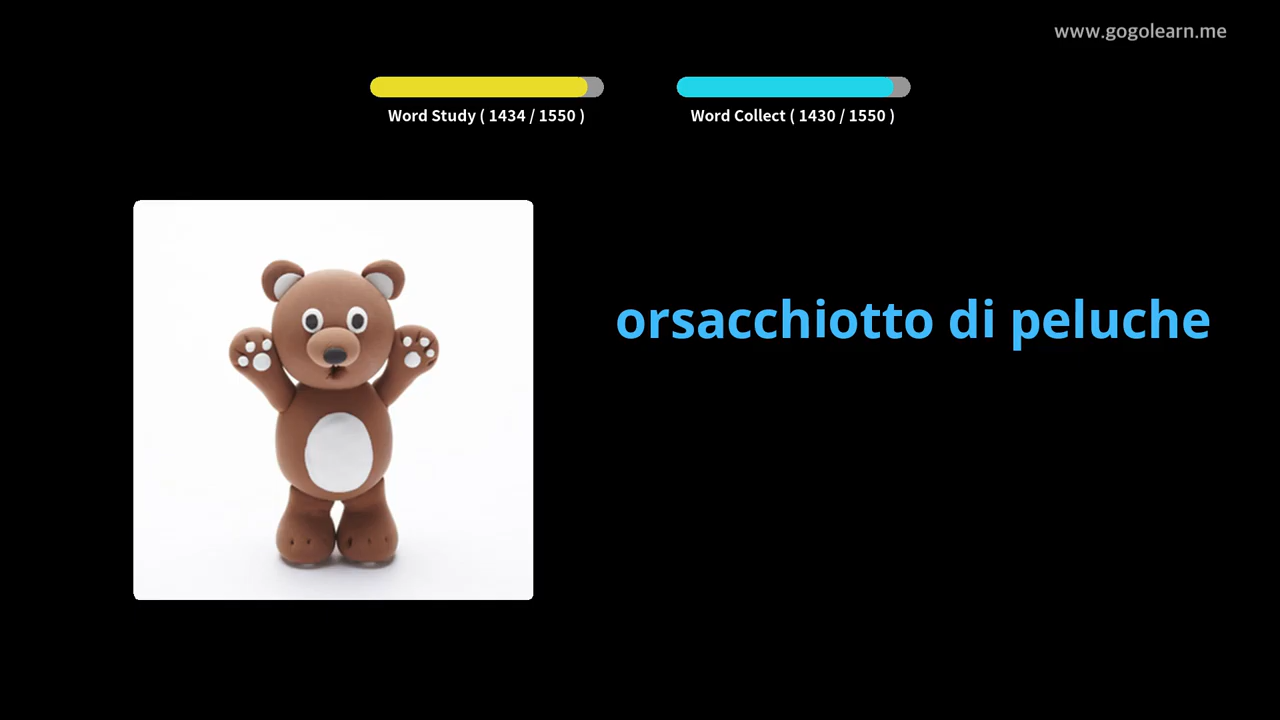 www.gogolearn.me
Word Study ( 1434 / 1550 )
Word Collect ( 1430 / 1550 )
orsacchiotto di peluche